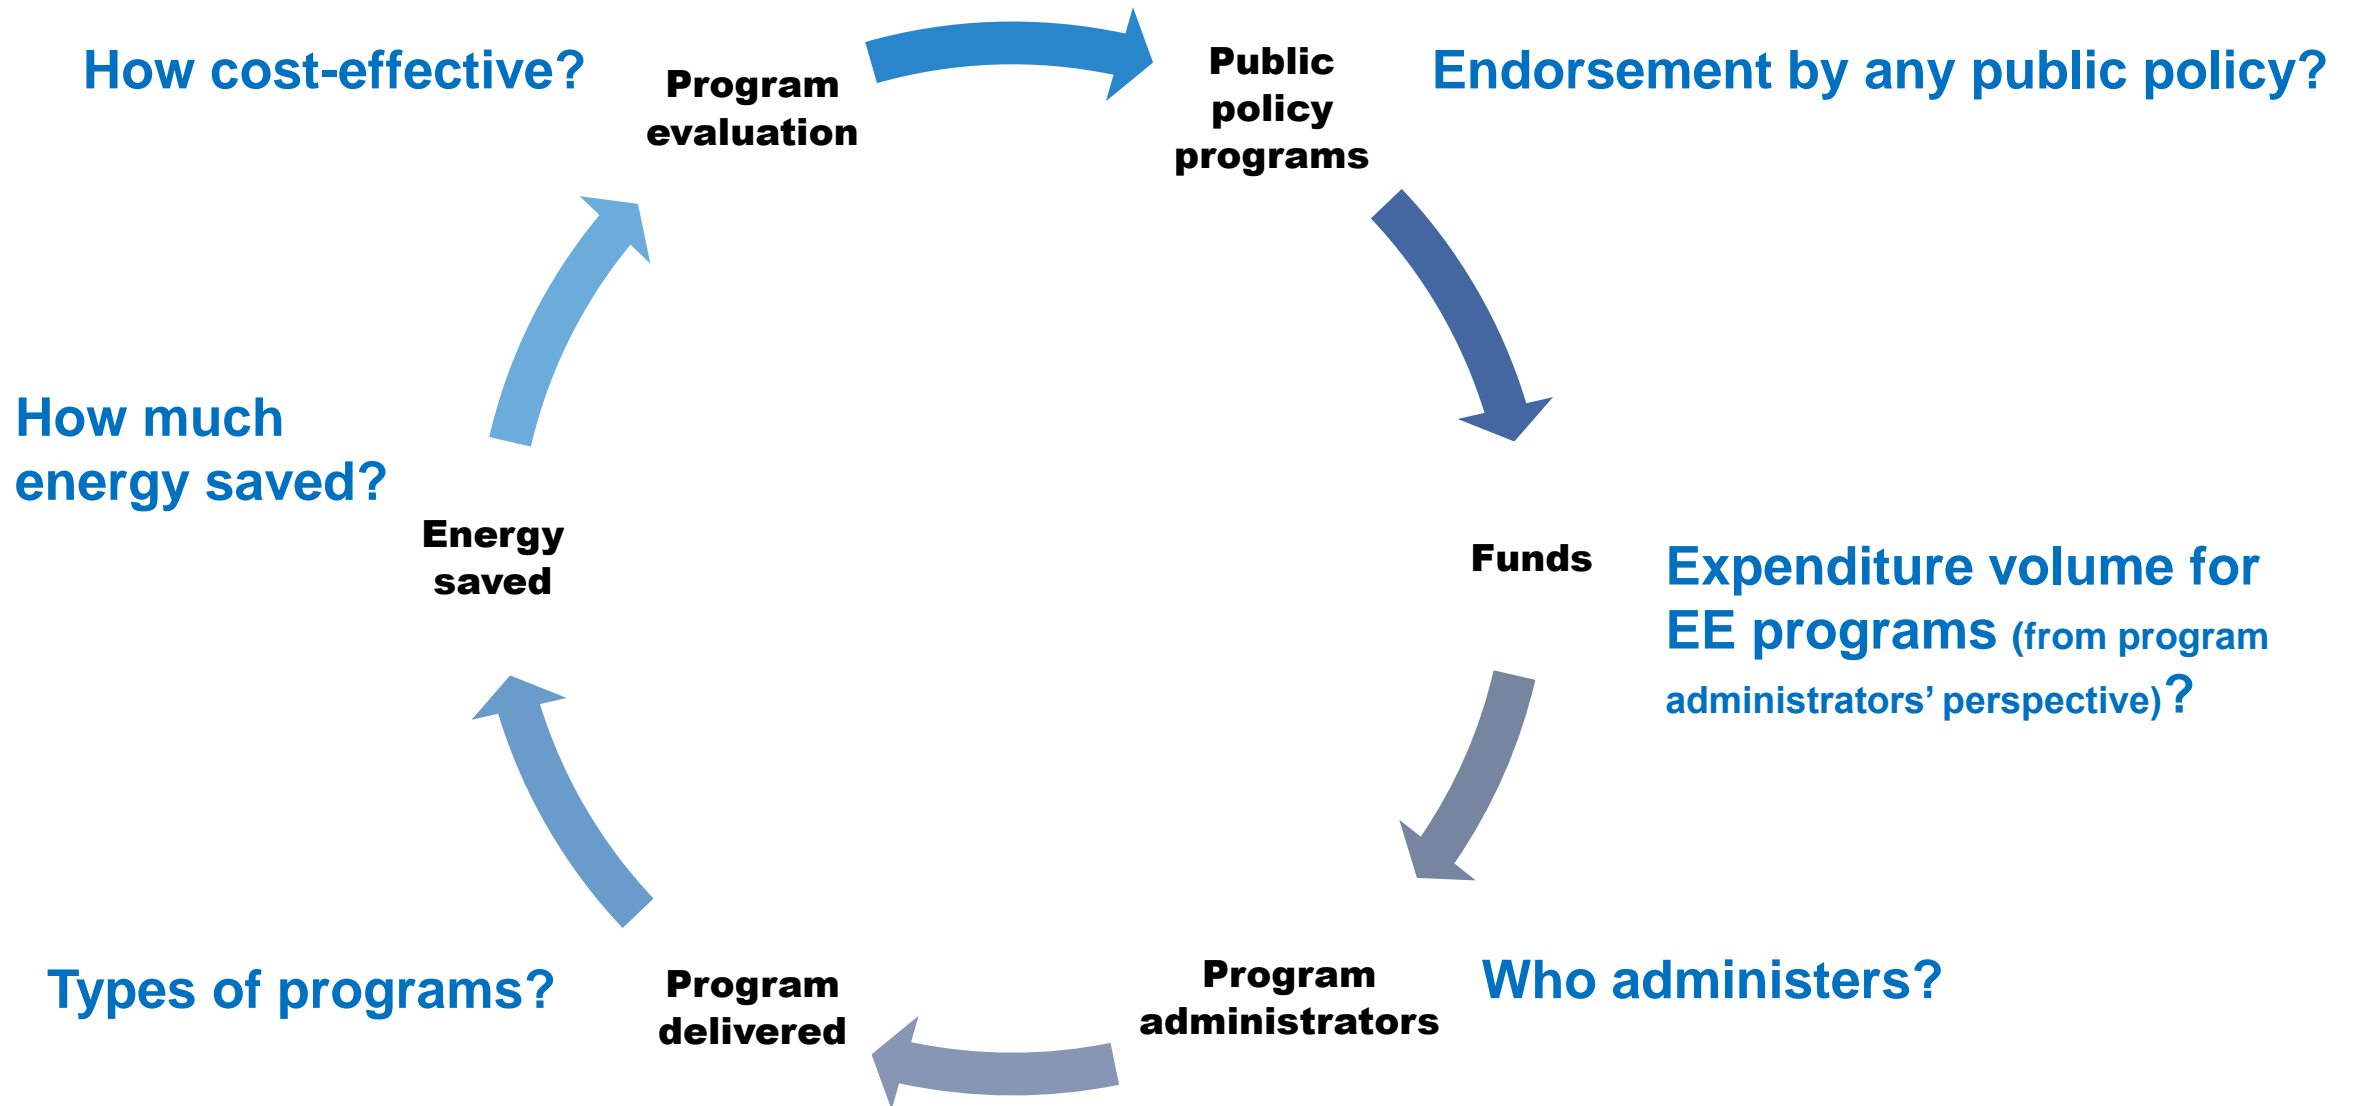 How cost-effective?
Program
evaluation
Public
policy
programs
Endorsement by any public policy?
How much
energy saved?
Energy
saved
Funds
Expenditure volume for
EE programs (from program
administrators’ perspective)?
Types of programs?
Program
delivered
Program
administrators
Who administers?